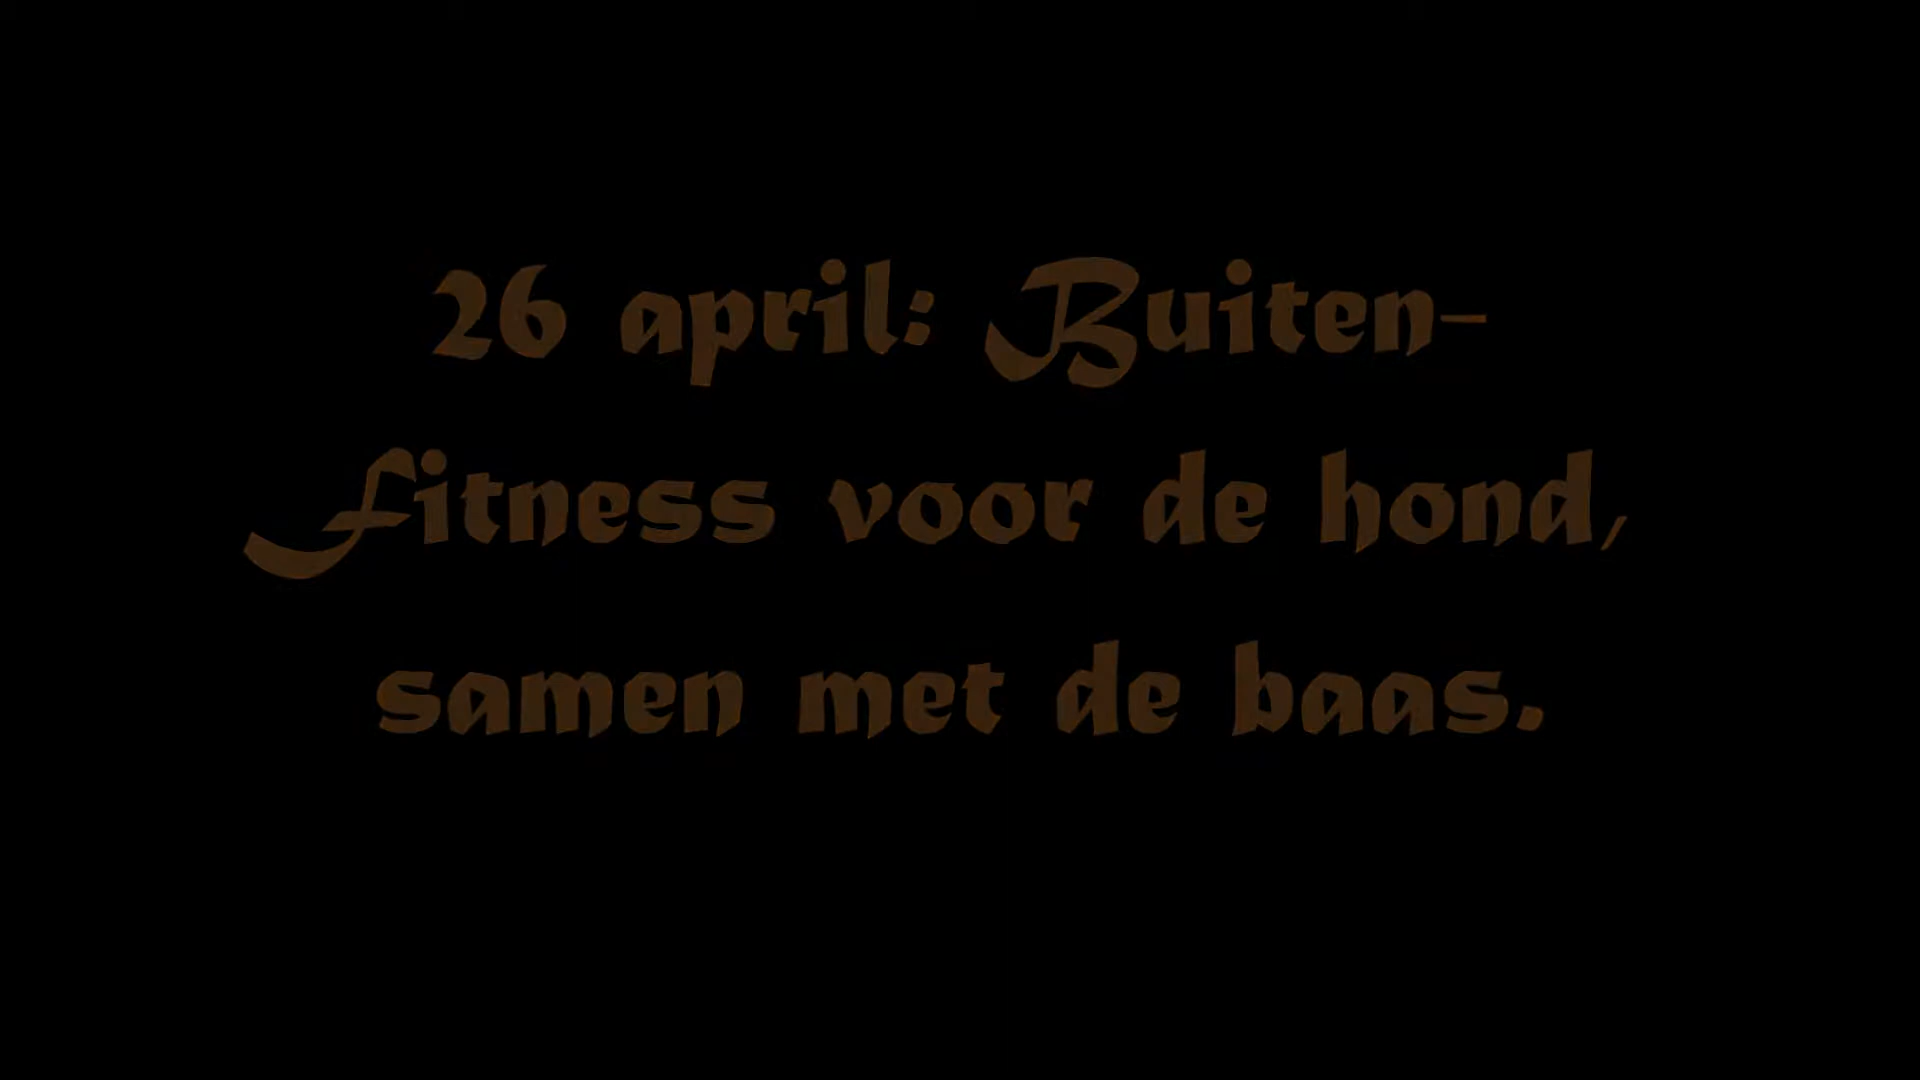 26 april: Buiten-
Fitness voor de hond,
samen met de baas.